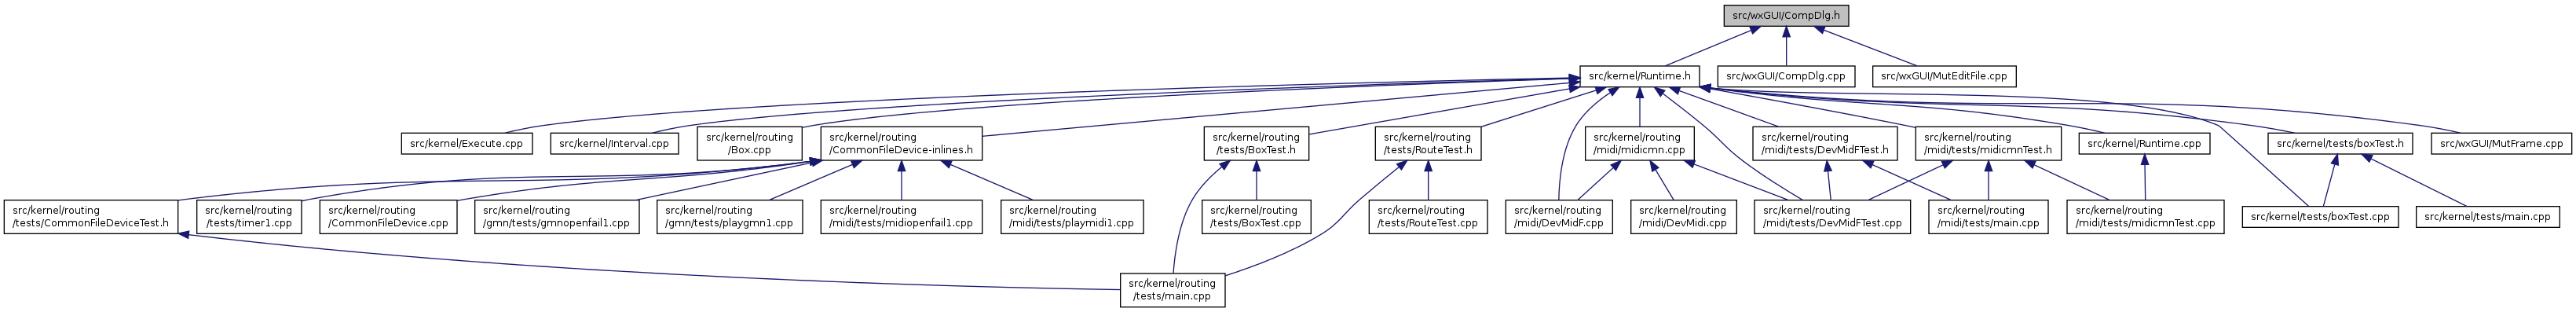 src/wxGUI/CompDlg.h
src/kernel/Runtime.h
src/wxGUI/CompDlg.cpp
src/wxGUI/MutEditFile.cpp
src/kernel/Execute.cpp
src/kernel/Interval.cpp
src/kernel/routing
/Box.cpp
src/kernel/routing
/CommonFileDevice-inlines.h
src/kernel/routing
/tests/BoxTest.h
src/kernel/routing
/tests/RouteTest.h
src/kernel/routing
/midi/midicmn.cpp
src/kernel/routing
/midi/tests/DevMidFTest.h
src/kernel/routing
/midi/tests/midicmnTest.h
src/kernel/Runtime.cpp
src/kernel/tests/boxTest.h
src/wxGUI/MutFrame.cpp
src/kernel/routing
/tests/CommonFileDeviceTest.h
src/kernel/routing
/tests/timer1.cpp
src/kernel/routing
/CommonFileDevice.cpp
src/kernel/routing
/gmn/tests/gmnopenfail1.cpp
src/kernel/routing
/gmn/tests/playgmn1.cpp
src/kernel/routing
/midi/tests/midiopenfail1.cpp
src/kernel/routing
/midi/tests/playmidi1.cpp
src/kernel/routing
/tests/BoxTest.cpp
src/kernel/routing
/tests/RouteTest.cpp
src/kernel/routing
/midi/DevMidF.cpp
src/kernel/routing
/midi/DevMidi.cpp
src/kernel/routing
/midi/tests/DevMidFTest.cpp
src/kernel/routing
/midi/tests/main.cpp
src/kernel/routing
/midi/tests/midicmnTest.cpp
src/kernel/tests/boxTest.cpp
src/kernel/tests/main.cpp
src/kernel/routing
/tests/main.cpp